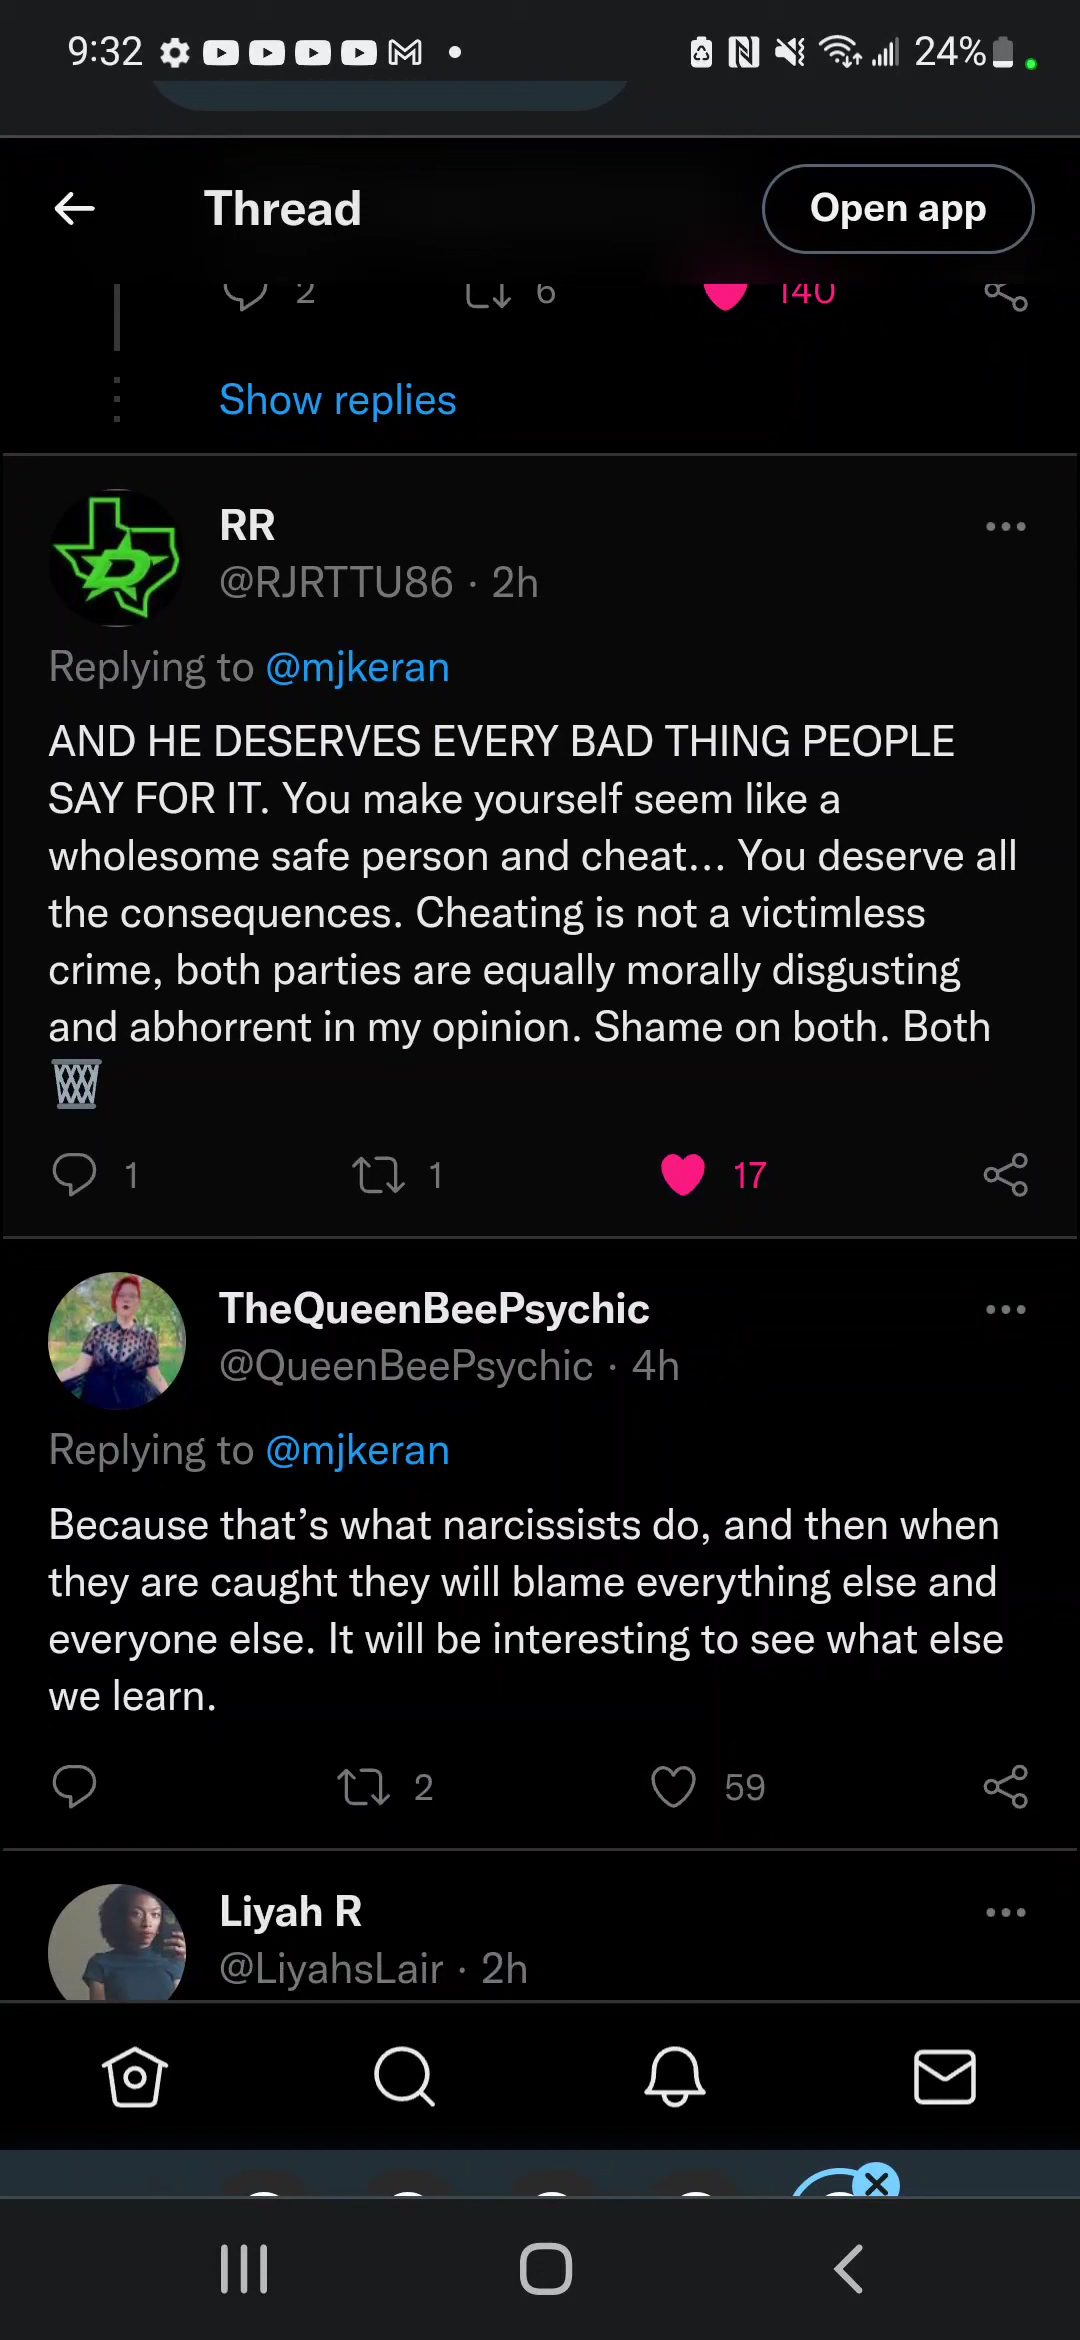 9:32
24%
Thread
Open app
2
6
140
Show replies
RR
@RJRTTU86 · 2h
Replying to @mjkeran
AND HE DESERVES EVERY BAD THING PEOPLE
SAY FOR IT. You make yourself seem like a
wholesome safe person and cheat... You deserve all
the consequences. Cheating is not a victimless
crime, both parties are equally morally disgusting
and abhorrent in my opinion. Shame on both. Both
1
1
17
TheQueenBeePsychic
@QueenBeePsychic · 4h
Replying to @mjkeran
Because that’s what narcissists do, and then when
they are caught they will blame everything else and
everyone else. It will be interesting to see what else
we learn.
2
59
Liyah R
@LiyahsLair · 2h